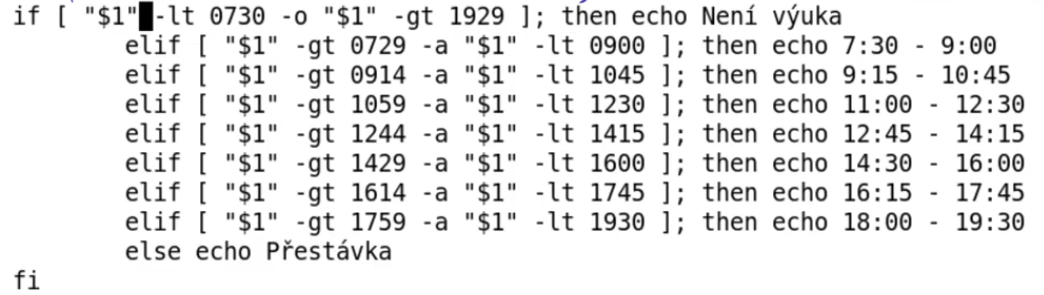 if [ "$1" -lt 0730 -o "$1" -gt 1929 ]; then echo Není výuka
elif [ "$1" -gt 0729 -a "$1" -lt 0900 ]; then echo 7:30 - 9:00
elif [ "$1" -gt 0914 -a "$1" -lt 1045 ]; then echo 9:15 - 10:45
elif [ "$1" -gt 1059 -a "$1" -lt 1230 ]; then echo 11:00 - 12:30
elif [ "$1" -gt 1244 -a "$1" -lt 1415 ]; then echo 12:45 - 14:15
elif [ "$1" -gt 1429 -a "$1" -lt 1600 ]; then echo 14:30 - 16:00
elif [ "$1" -gt 1614 -a "$1" -lt 1745 ]; then echo 16:15 - 17:45
elif [ "$1" -gt 1759 -a "$1" -lt 1930 ]; then echo 18:00 - 19:30
else echo Přestávka
fi